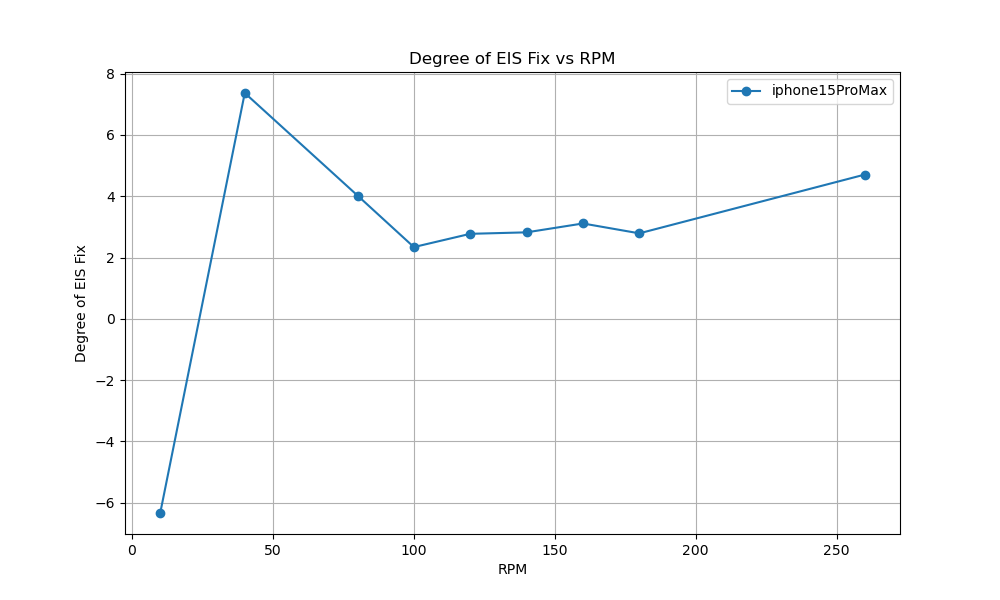 Degree of EIS Fix vs RPM
iphone15ProMax
8
6
4
2
0
−2
−4
−6
Degree of EIS Fix
0 50 100 150 200 250
RPM